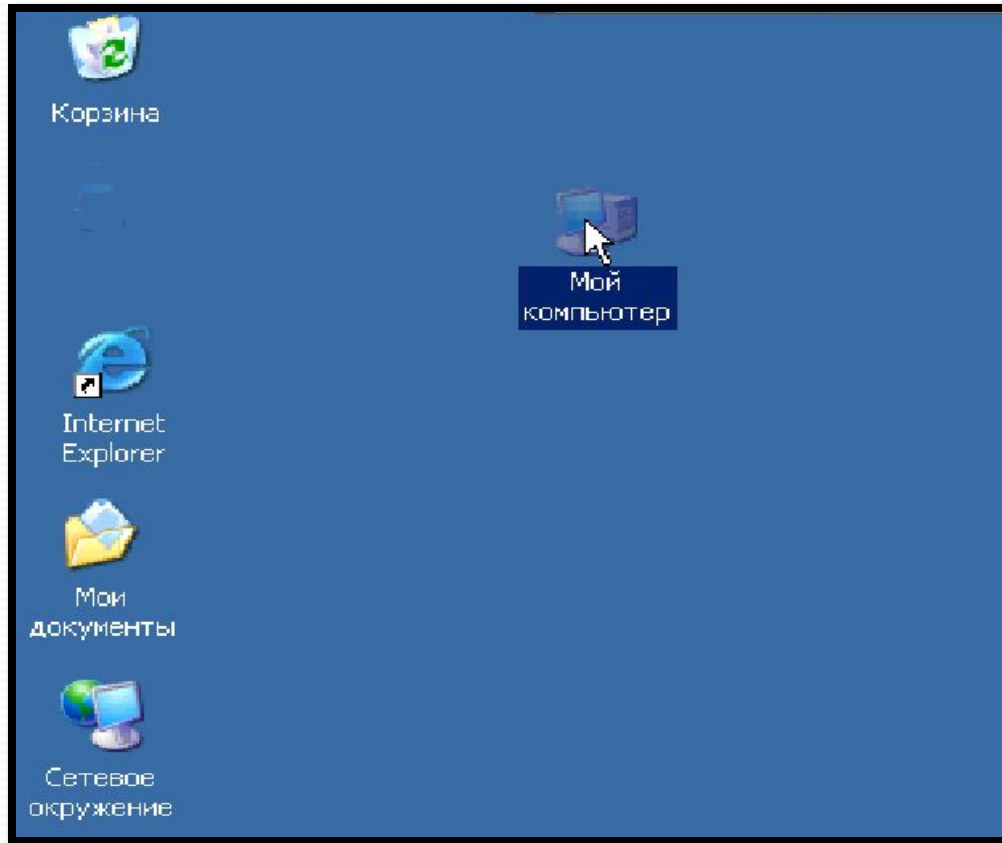 Корзина
Мой
компьютер
Internet
Explorer
Мои
документы
Сетевое
окружение